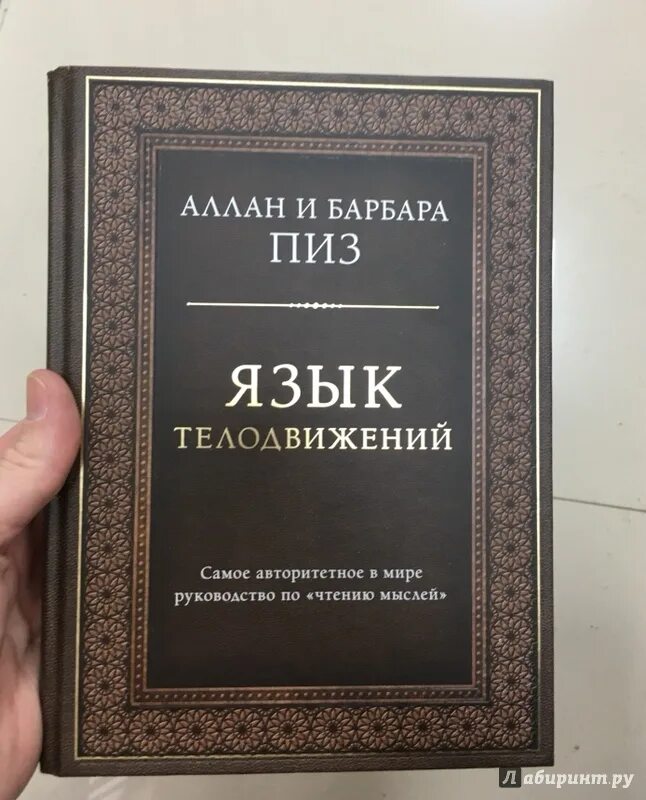 АЛЛАН И БАРБАРА
ПИЗ
ЯЗЫК
ТЕЛОДВИЖЕНИЙ
Самое авторитетное в мире
руководство по «чтению мыслей»
Лабиринт.ру